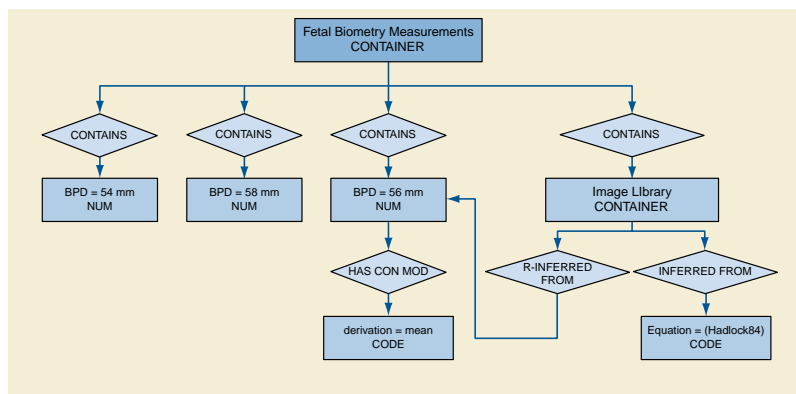 Fetal Biometry Measurements
CONTAINER
CONTAINS
CONTAINS
CONTAINS
CONTAINS
BPD = 54 mm
NUM
BPD = 58 mm
NUM
BPD = 56 mm
NUM
Image LIbrary
CONTAINER
HAS CON MOD
R-INFERRED
FROM
INFERRED FROM
derivation = mean
CODE
Equation = (Hadlock84)
CODE